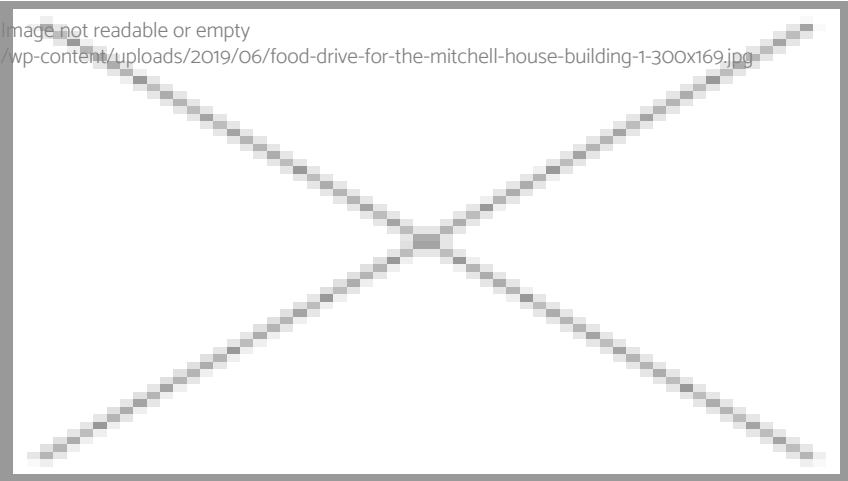 Image not readable or empty
/wp-content/uploads/2019/06/food-drive-for-the-mitchell-house-building-1-300x169.jpg